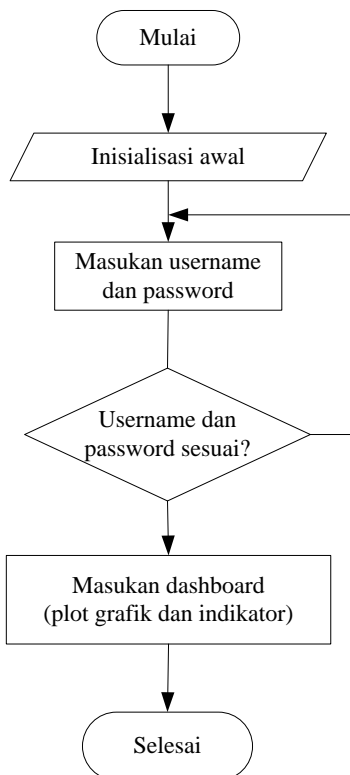 Mulai
Inisialisasi awal
Masukan username
dan password
Username dan
password sesuai?
Masukan dashboard
(plot grafik dan indikator)
Selesai